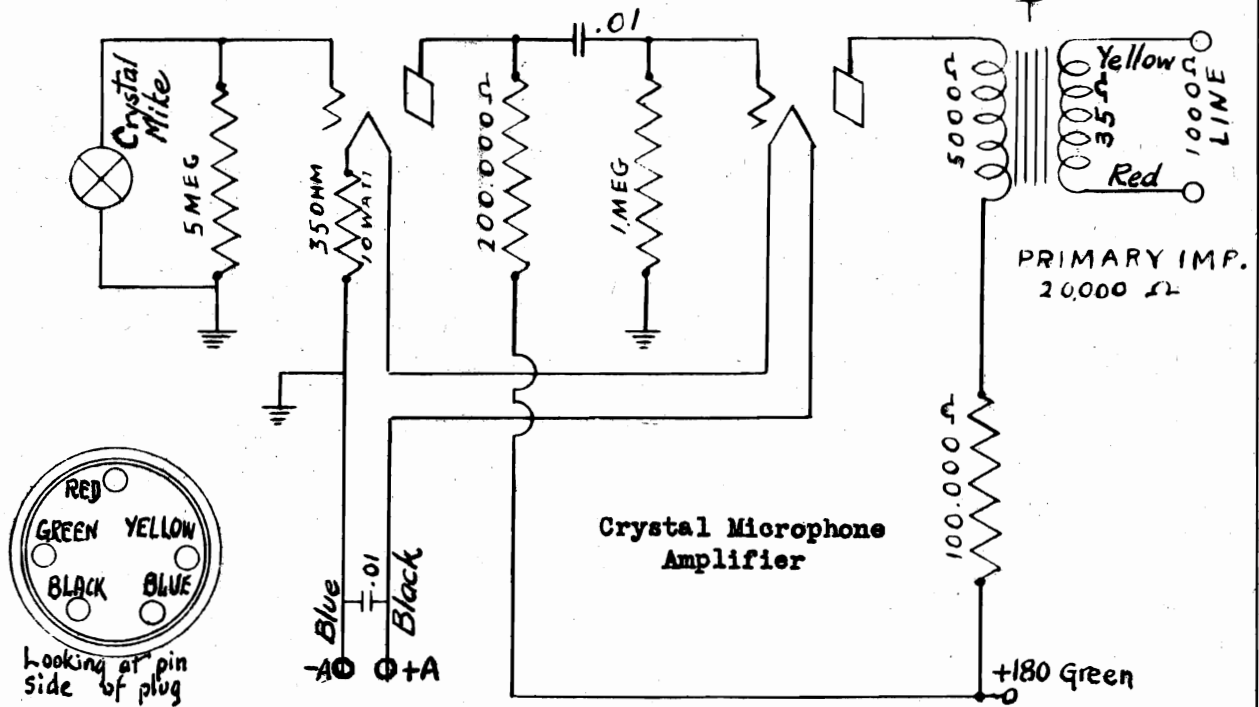 .01
Crystal
Mike
5 MEG
35 OHM
10 WATT
200.000 Ω
1. MEG
5000 Ω
35 Ω
Yellow
Red
1000 Ω
LINE
PRIMARY IMP.
20,000 Ω
100.000 Ω
Crystal Microphone
Amplifier
RED
GREEN
YELLOW
BLACK
BLUE
Looking at pin
side of plug
Blue
.01
Black
-A
+A
+180 Green